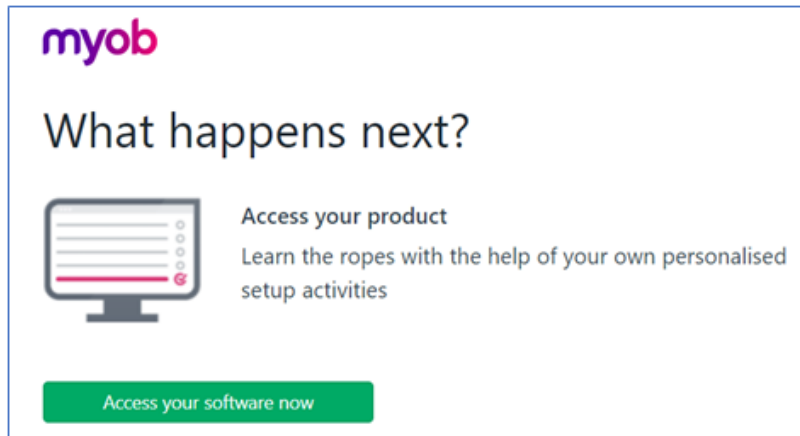 myob
What happens next?
Access your product
Learn the ropes with the help of your own personalised
setup activities
Access your software now